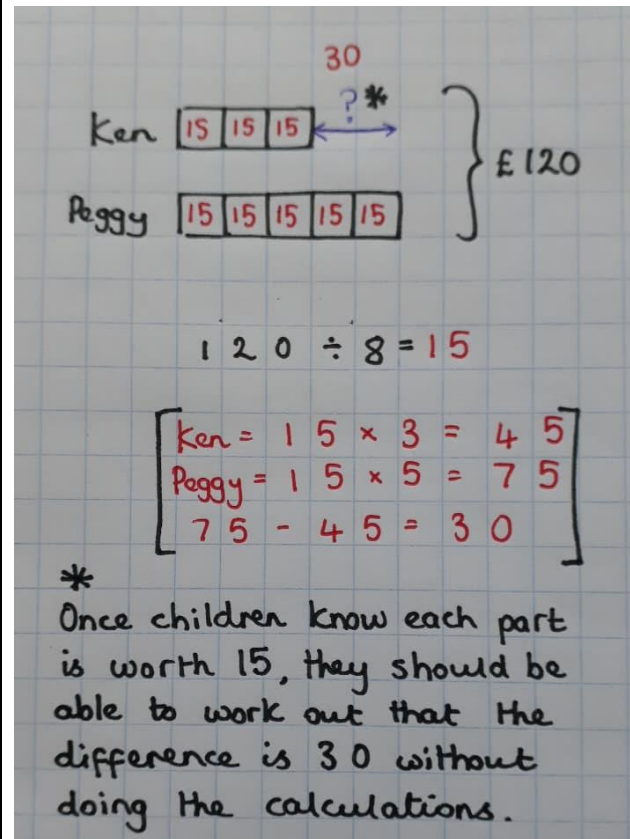 30
?*
Ken 15 15 15
£120
Peggy 15 15 15 15 15
120 ÷ 8 = 15
Ken = 15 × 3 = 45
Peggy = 15 × 5 = 75
75 - 45 = 30
*
Once children know each part
is worth 15, they should be
able to work out that the
difference is 30 without
doing the calculations.